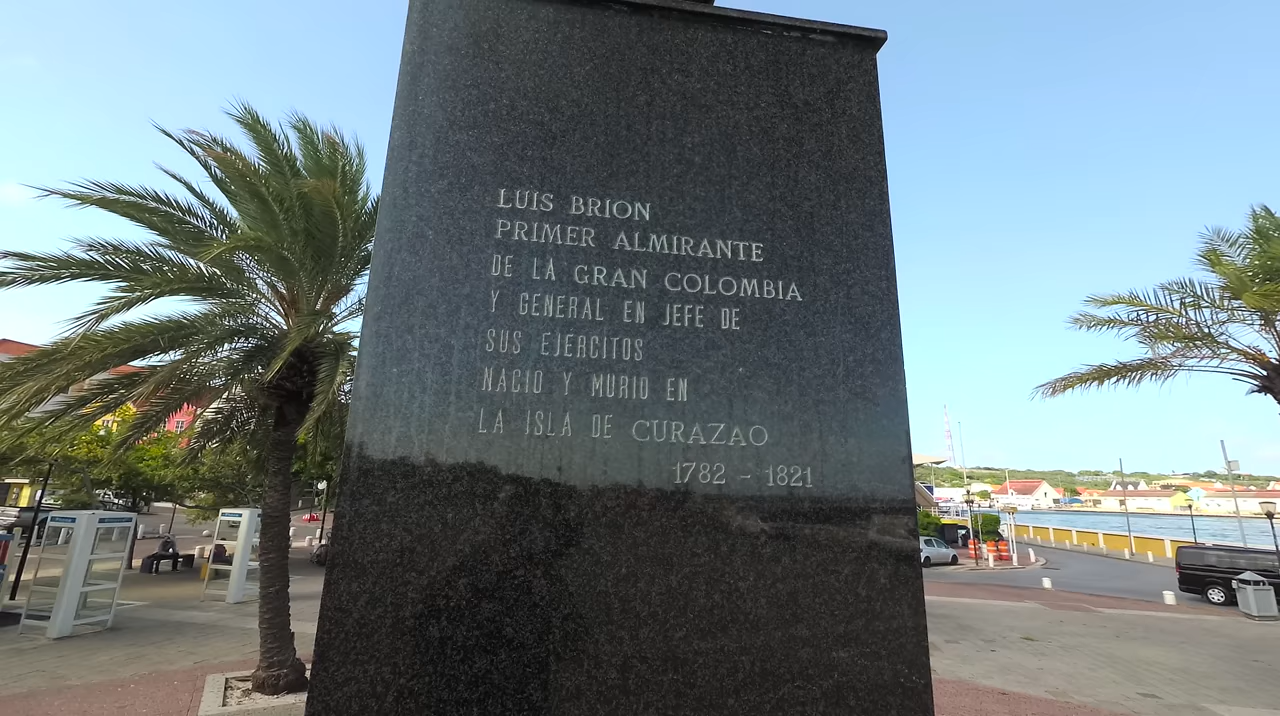 LUIS BRION
PRIMER ALMIRANTE
DE LA GRAN COLOMBIA
Y GENERAL EN JEFE DE
SUS EJERCITOS
NACIO Y MURIO EN
LA ISLA DE CURAZAO
1782 - 1821